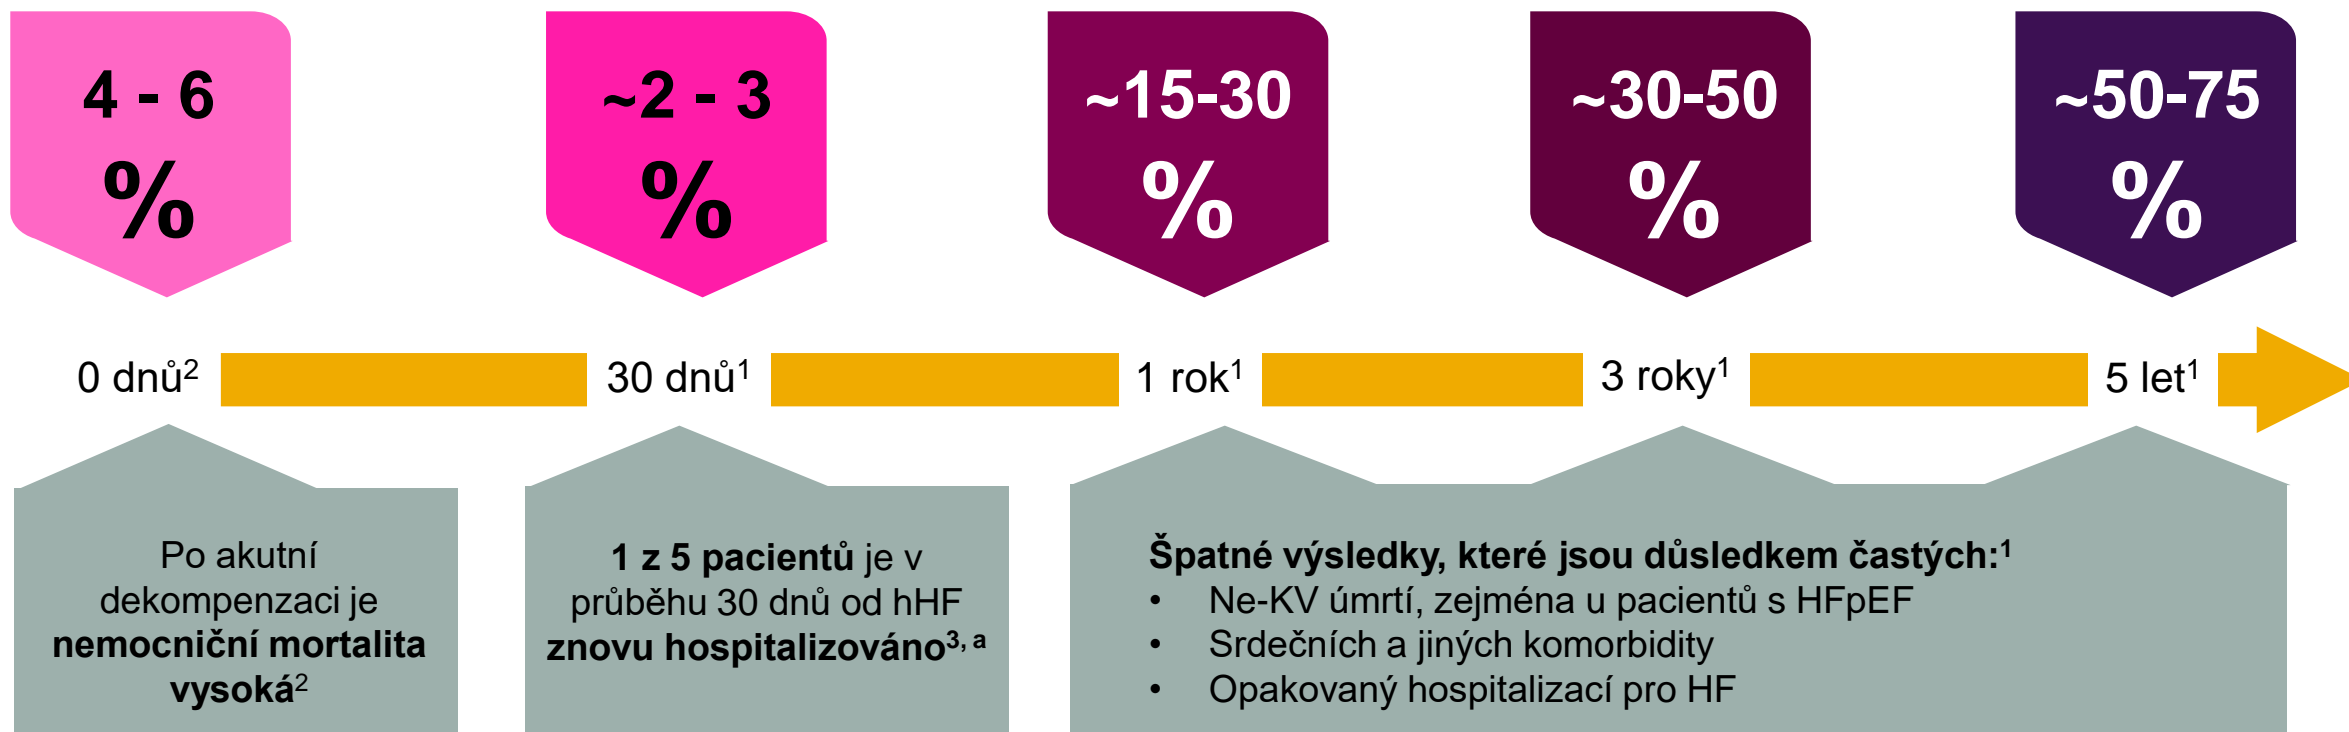 4 - 6
%
~2 - 3
%
~15-30
%
~30-50
%
~50-75
%
0 dnů2
30 dnů1
1 rok1
3 roky1
5 let1
Po akutní
dekompenzaci je
nemocniční mortalita
vysoká2
1 z 5 pacientů je v
průběhu 30 dnů od hHF
znovu hospitalizováno3, a
Špatné výsledky, které jsou důsledkem častých:1
• Ne-KV úmrtí, zejména u pacientů s HFpEF
• Srdečních a jiných komorbidity
• Opakovaný hospitalizací pro HF